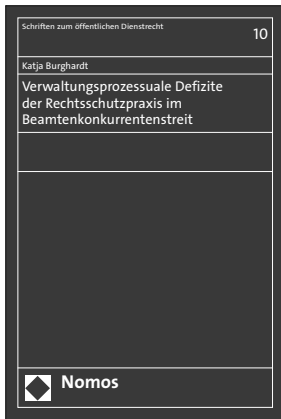 Schriften zum öffentlichen Dienstrecht
10
Katja Burghardt
Verwaltungsprozessuale Defizite
der Rechtsschutzpraxis im
Beamtenkonkurrentenstreit
Nomos